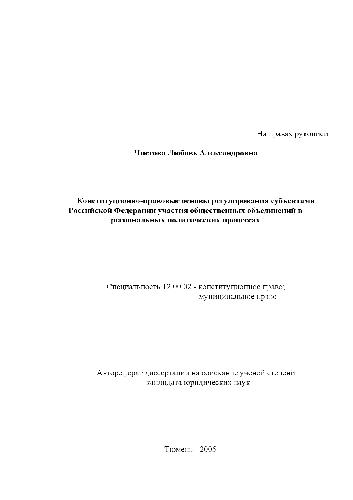 На правах рукописи
Чистова Любовь Александровна
Конституционно-правовые основы регулирования субъектами
Российской Федерации участия общественных объединений в
региональных политических процессах
Специальность 12.00.02 - конституционное право;
муниципальное право
Автореферат диссертации на соискание ученой степени
кандидата юридических наук
Тюмень - 2005